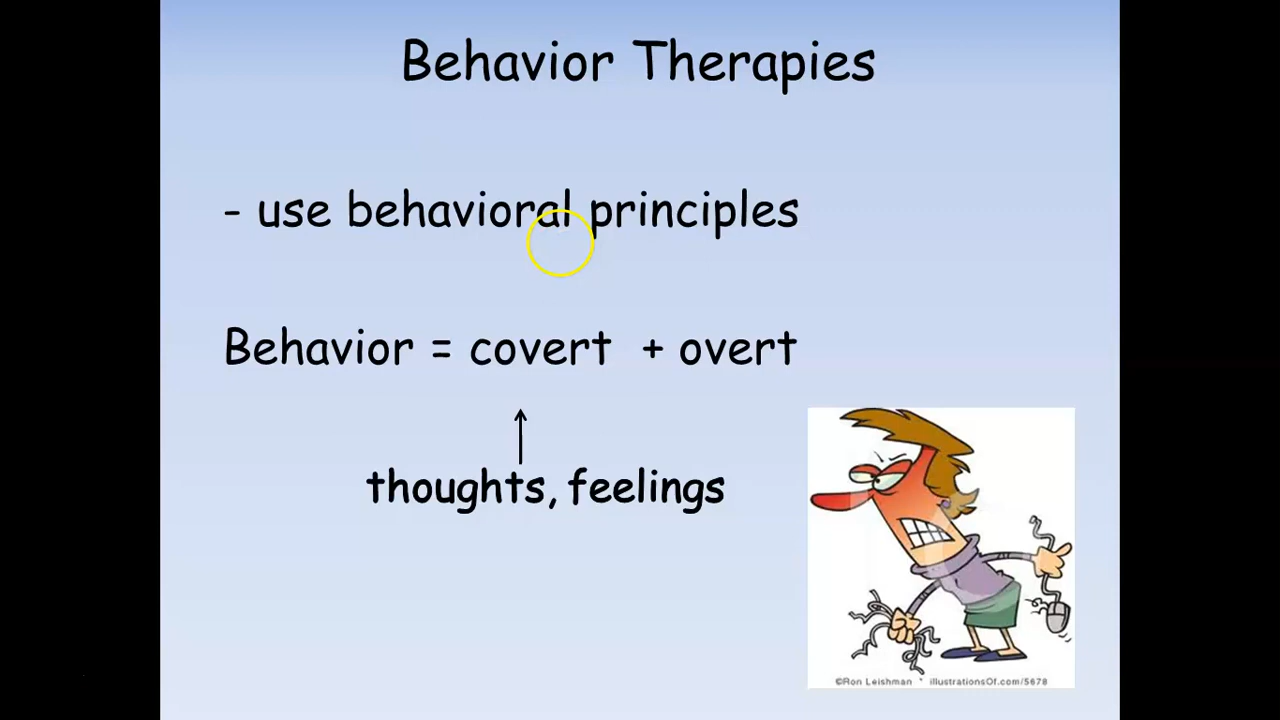 Behavior Therapies
- use behavioral principles
Behavior = covert + overt
thoughts, feelings
©Ron Leishman * illustrationsOf.com/5678